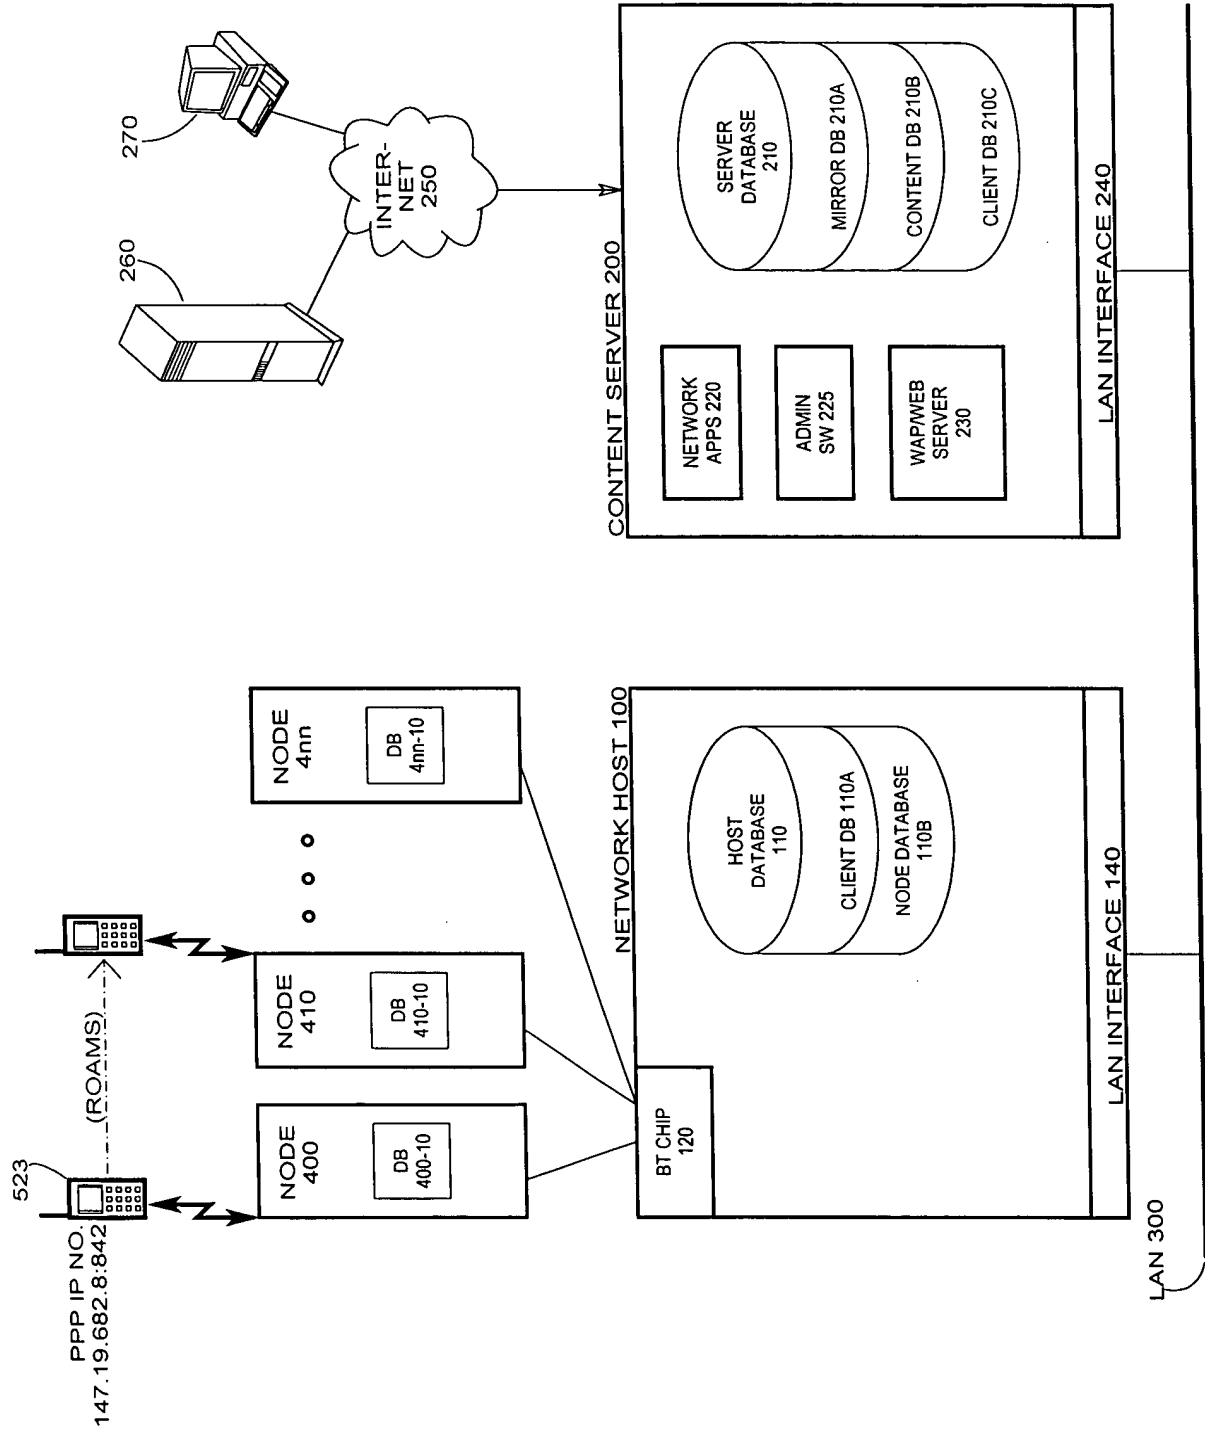 523
PPP IP NO.
147.19.682.8:842
(ROAMS)
NODE
400
DB
400-10
NODE
410
DB
410-10
NODE
4nn
DB
4nn-10
NETWORK HOST 100
BT CHIP
120
HOST
DATABASE
110
CLIENT DB 110A
NODE DATABASE
110B
LAN INTERFACE 140
LAN 300
260
270
INTER-
NET
250
CONTENT SERVER 200
NETWORK
APPS 220
ADMIN
SW 225
WAP/WEB
SERVER
230
SERVER
DATABASE
210
MIRROR DB 210A
CONTENT DB 210B
CLIENT DB 210C
LAN INTERFACE 240